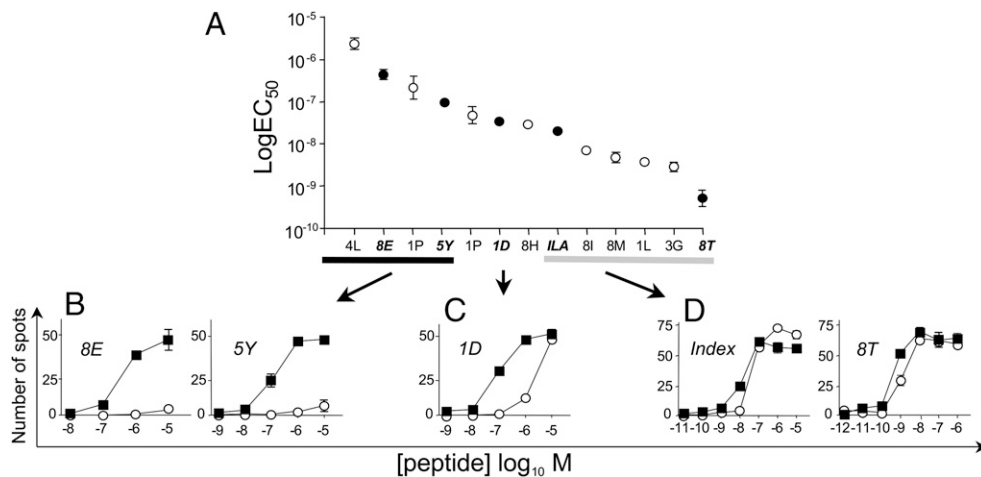 A
LogEC50
10-5
10-6
10-7
10-8
10-9
10-10
4L 8E 1P 5Y 1P 1D 8H ILA 8I 8M 1L 3G 8T
B C D
Number of spots
50 25 0
8E
-8 -7 -6 -5
50 25 0
5Y
-9 -8 -7 -6 -5
50 25 0
1D
-9 -8 -7 -6 -5
75 50 25 0
Index
-11 -10 -9 -8 -7 -6 -5
75 50 25 0
8T
-12 -11 -10 -9 -8 -7 -6
[peptide] log10 M